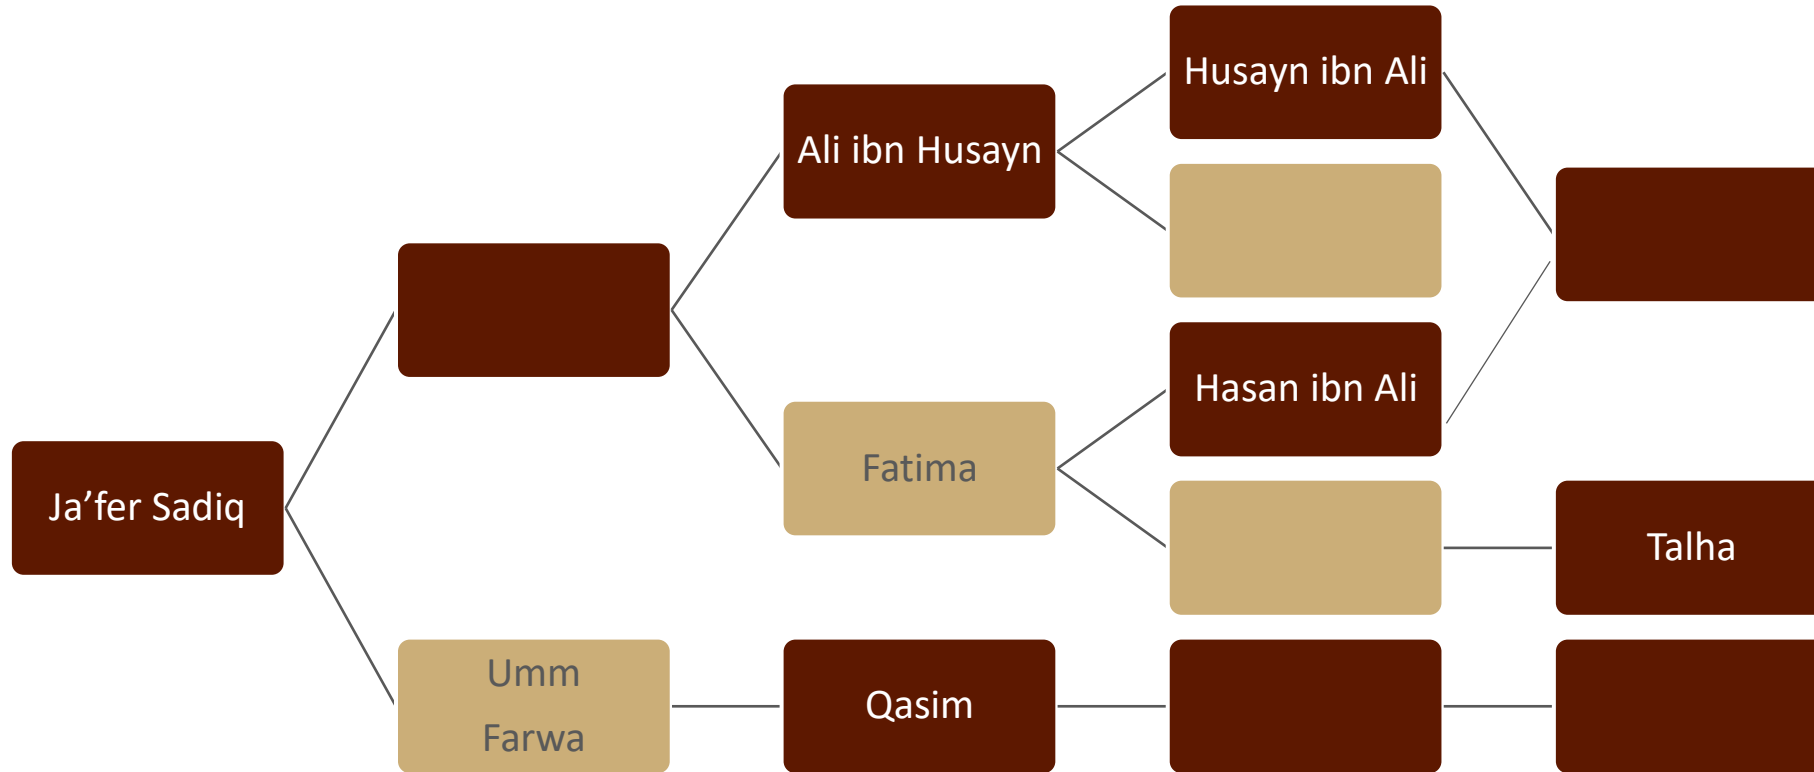 Husayn ibn Ali
Ali ibn Husayn
Hasan ibn Ali
Fatima
Ja’fer Sadiq
Talha
Umm
Farwa
Qasim